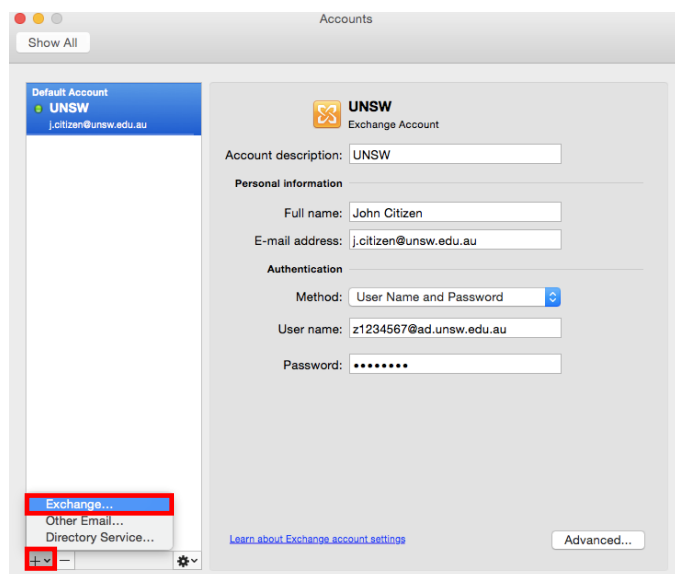 Accounts
Show All
Default Account
UNSW
j.citizen@unsw.edu.au
UNSW
Exchange Account
Account description: UNSW
Personal information
Full name: John Citizen
E-mail address: j.citizen@unsw.edu.au
Authentication
Method: User Name and Password
User name: z1234567@ad.unsw.edu.au
Password: ••••••••
Exchange...
Other Email...
Directory Service...
Learn about Exchange account settings
Advanced...